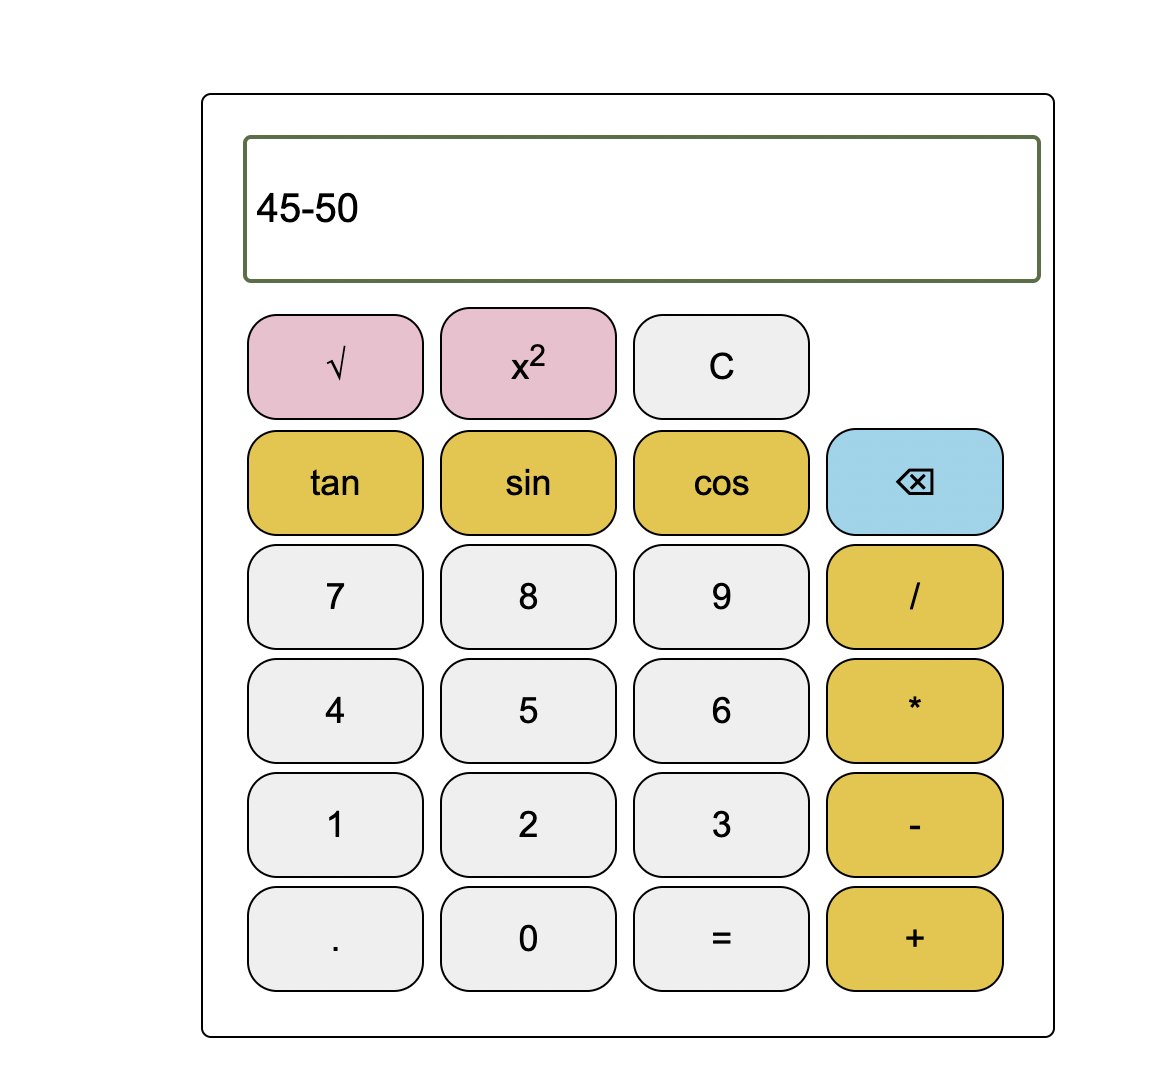 45-50
√ x² C
tan sin cos ⌫
7 8 9 /
4 5 6 *
1 2 3 -
. 0 = +